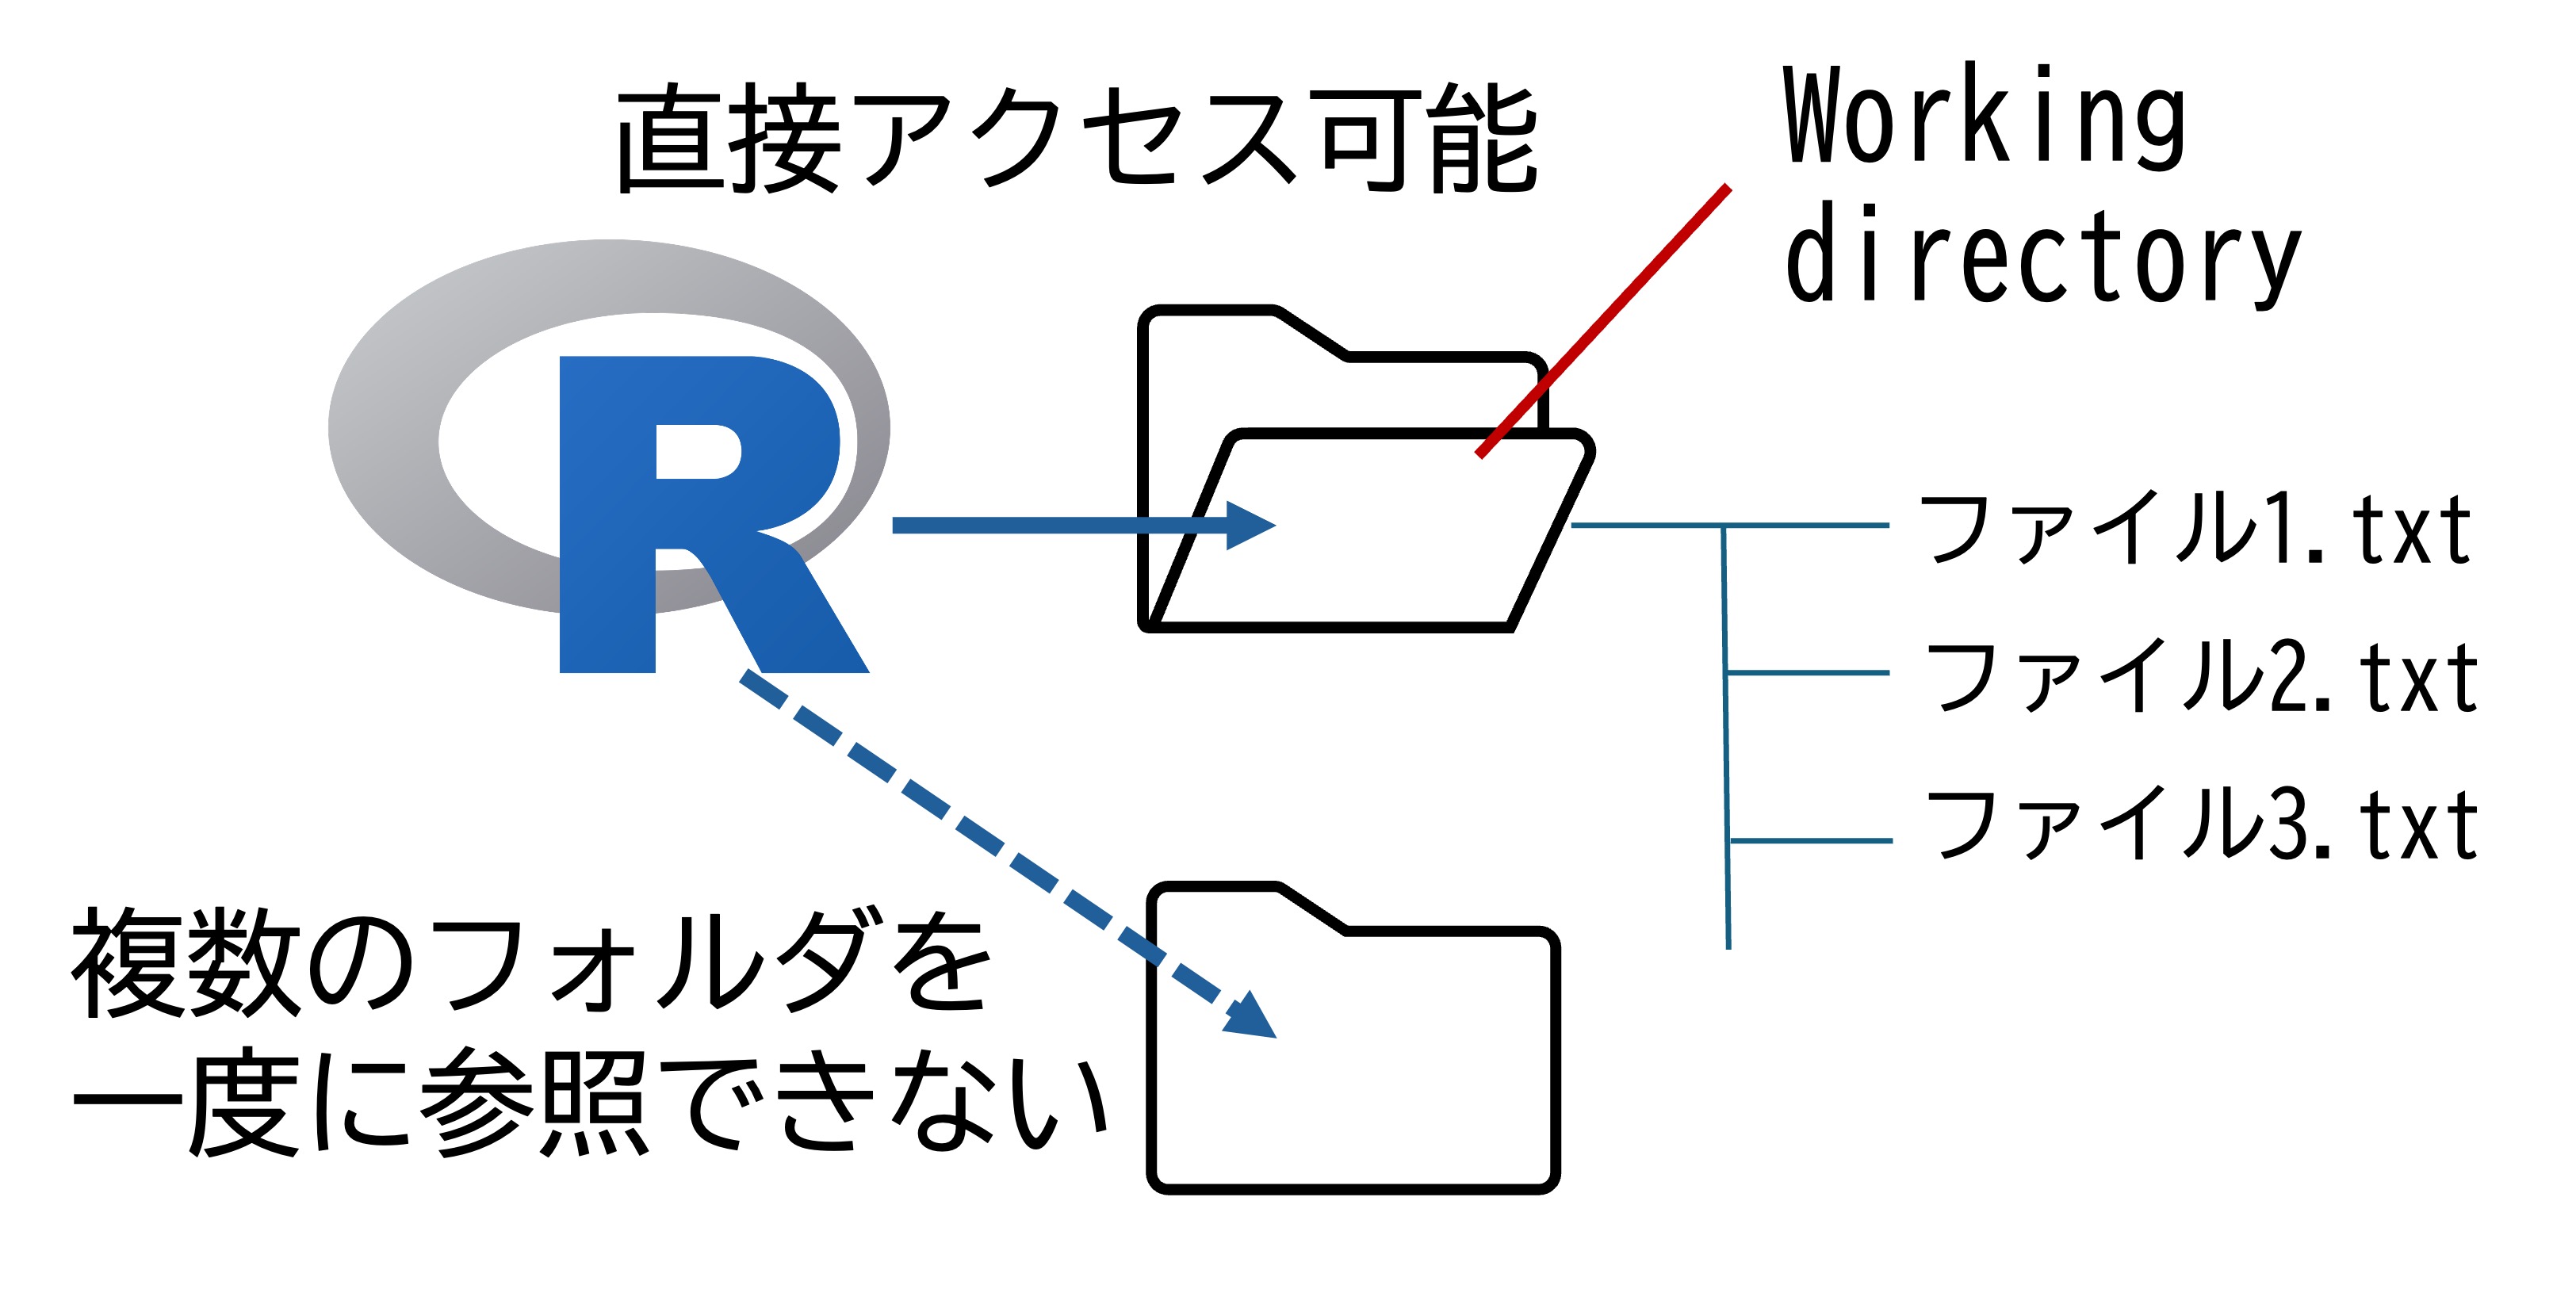 直接アクセス可能
Working
directory
R
ファイル1.txt
ファイル2.txt
ファイル3.txt
複数のフォルダを
一度に参照できない